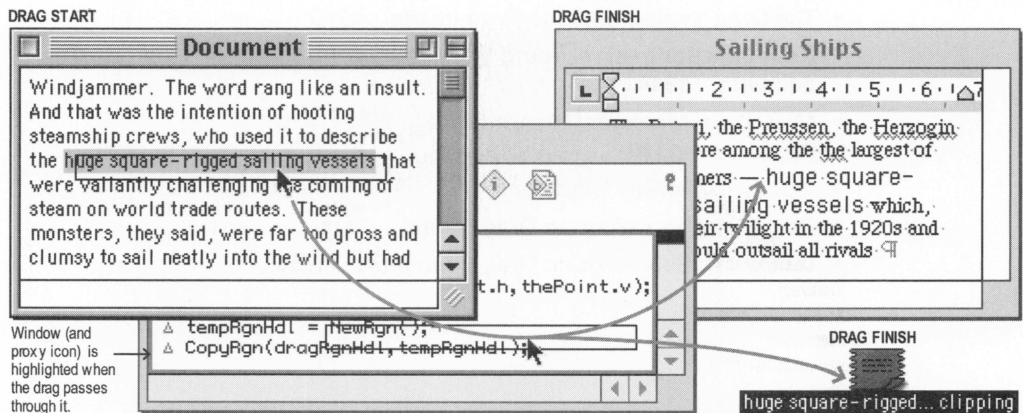 DRAG START
Document
Windjammer. The word rang like an insult.
And that was the intention of hooting
steamship crews, who used it to describe
the huge square-rigged sailing vessels that
were valiantly challenging the coming of
steam on world trade routes. These
monsters, they said, were far too gross and
clumsy to sail neatly into the wind but had
Window (and
proxy icon) is
highlighted when
the drag passes
through it.
t.h,thePoint.v);
tempRgnHdl = NewRgn();
CopyRgn(dragRgnHdl,tempRgnHdl);
DRAG FINISH
Sailing Ships
L 1 2 3 4 5 6 7
i, the Preussen, the Herzogin
ere among the the largest of
ners — huge square-
sailing vessels which,
eir twilight in the 1920s and
ould outsail all rivals ¶
DRAG FINISH
huge square-rigged... clipping